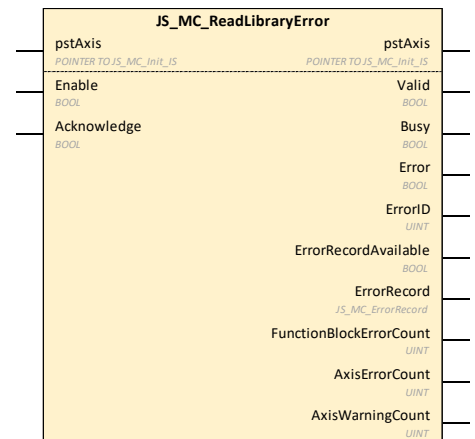 JS_MC_ReadLibraryError
pstAxis pstAxis
POINTER TO JS_MC_Init_IS POINTER TO JS_MC_Init_IS
Enable Valid
BOOL BOOL
Acknowledge Busy
BOOL BOOL
Error
BOOL
ErrorID
UINT
ErrorRecordAvailable
BOOL
ErrorRecord
JS_MC_ErrorRecord
FunctionBlockErrorCount
UINT
AxisErrorCount
UINT
AxisWarningCount
UINT